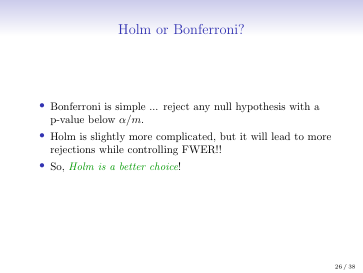 Holm or Bonferroni?
• Bonferroni is simple ... reject any null hypothesis with a
p-value below α/m.
• Holm is slightly more complicated, but it will lead to more
rejections while controlling FWER!!
• So, Holm is a better choice!
26 / 38